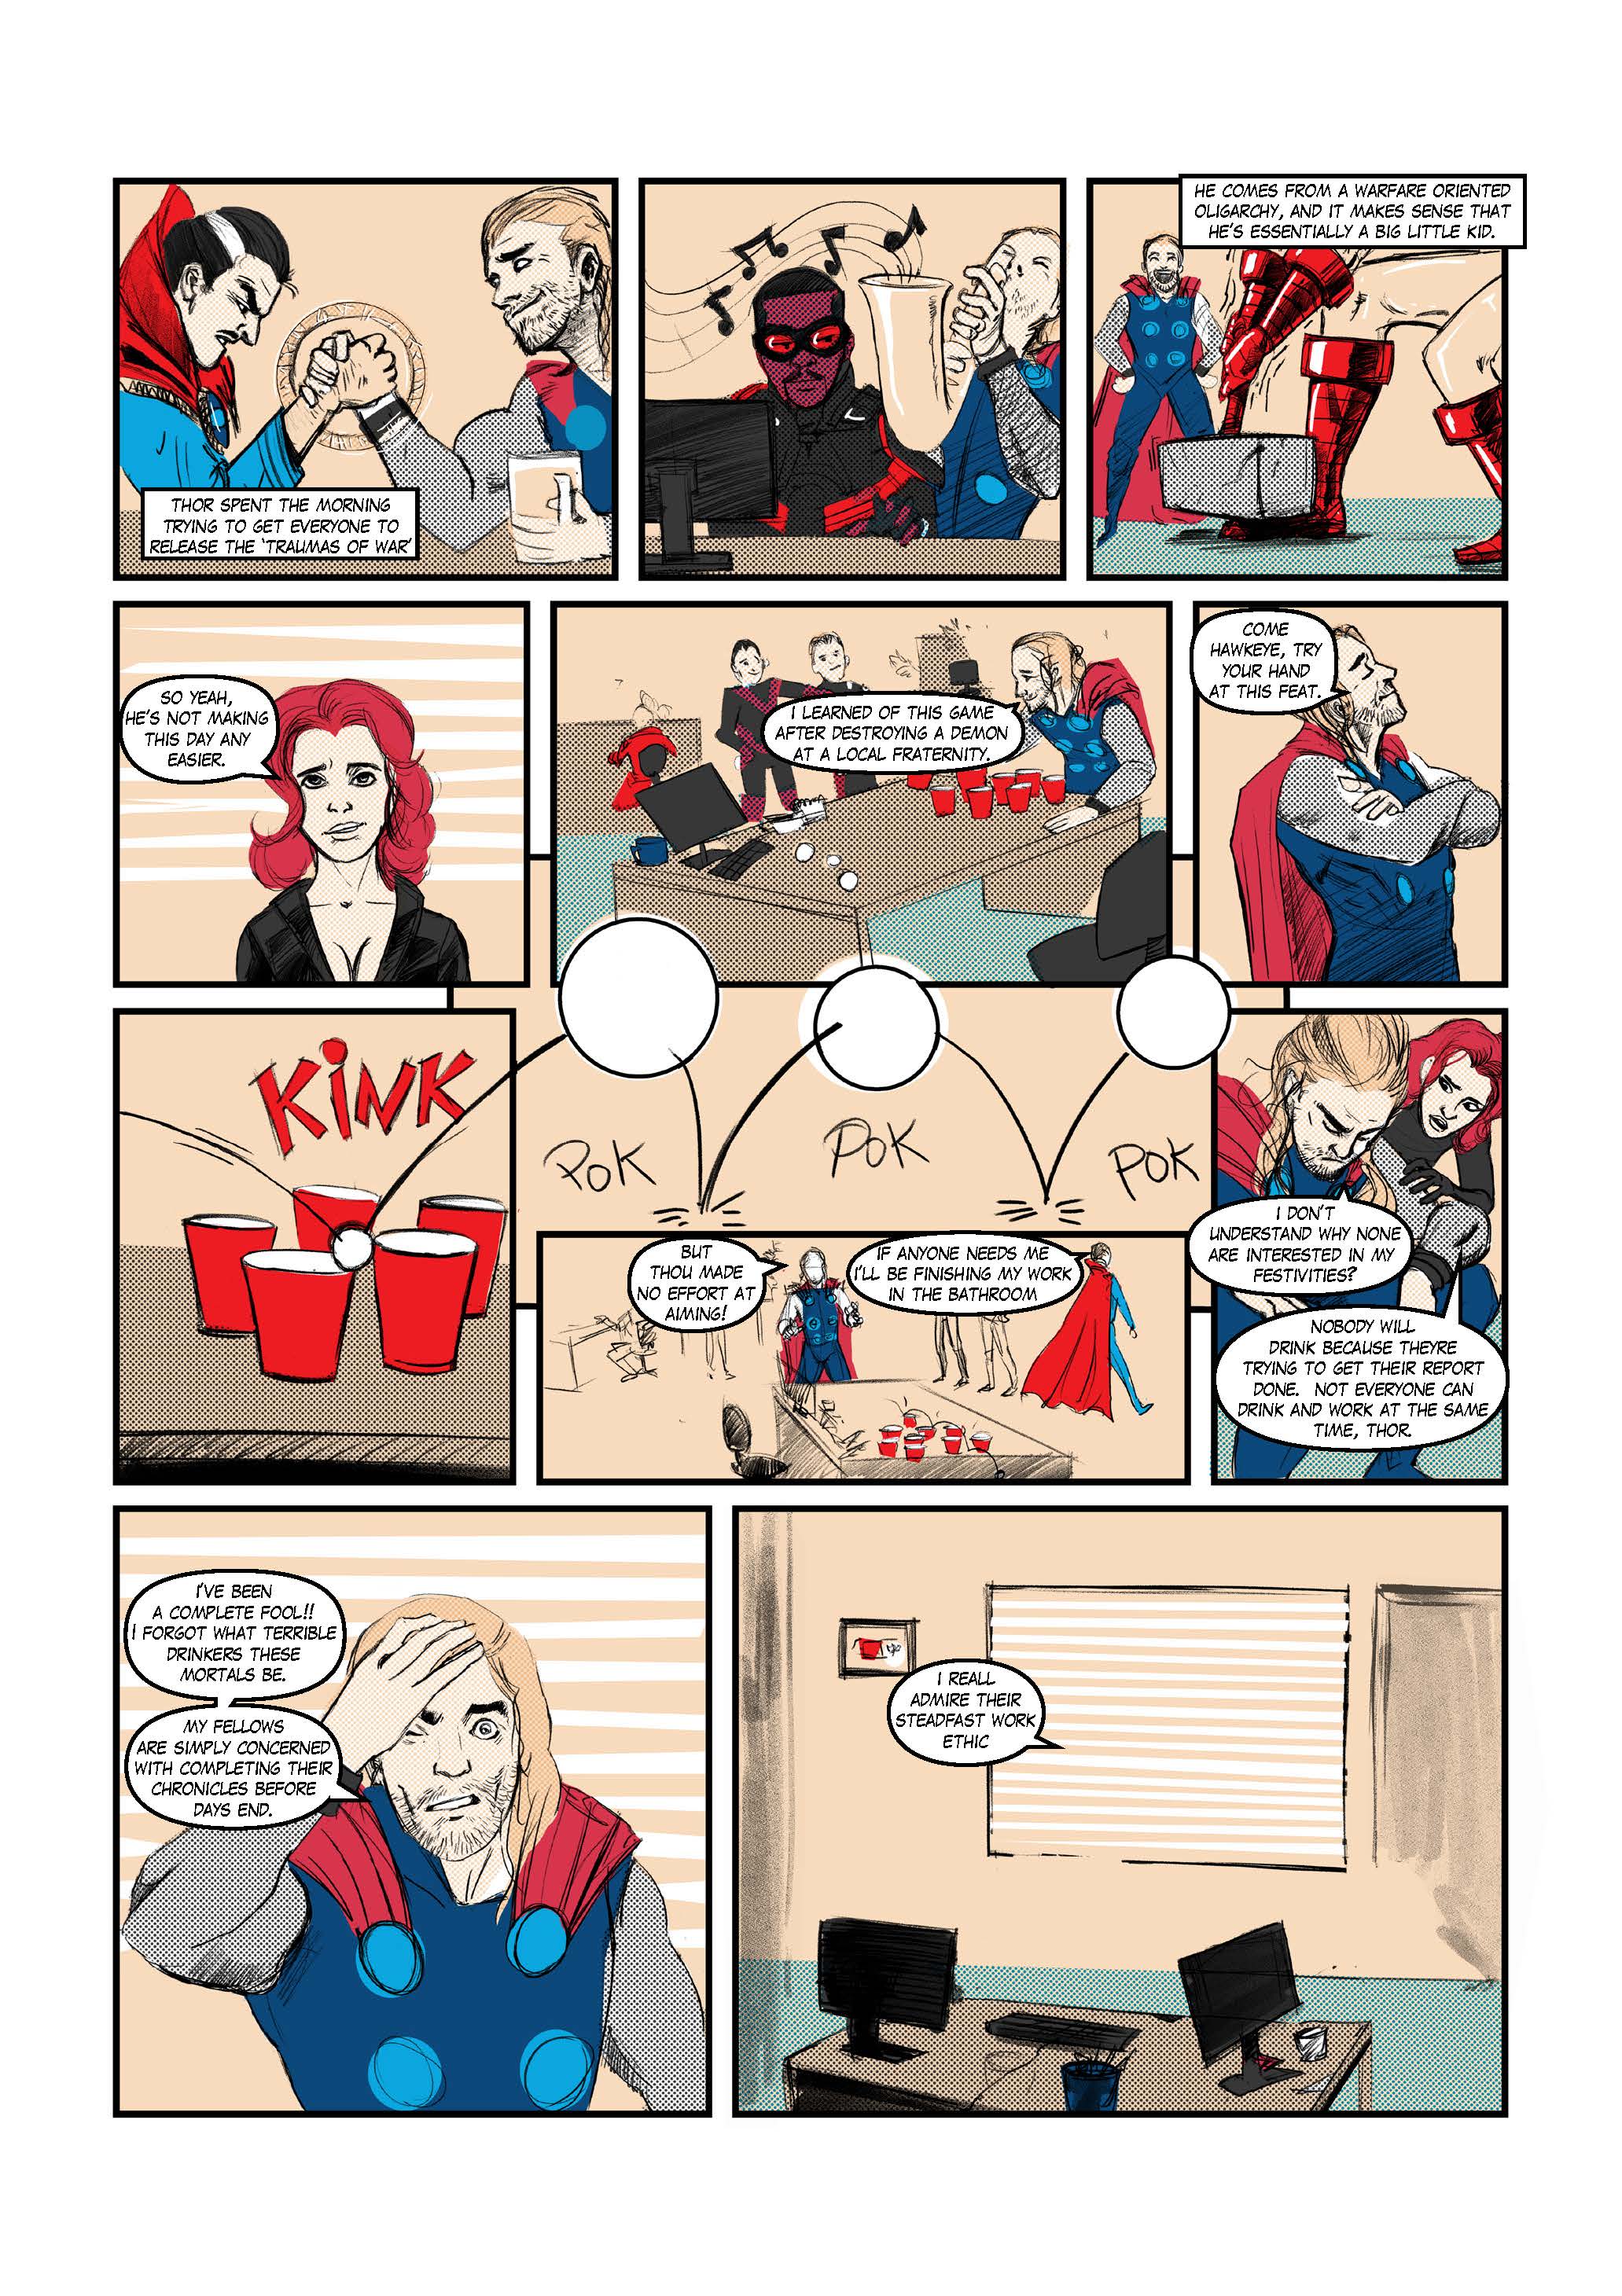 THOR SPENT THE MORNING
TRYING TO GET EVERYONE TO
RELEASE THE 'TRAUMAS OF WAR'
HE COMES FROM A WARFARE ORIENTED
OLIGARCHY, AND IT MAKES SENSE THAT
HE'S ESSENTIALLY A BIG LITTLE KID.
SO YEAH,
HE'S NOT MAKING
THIS DAY ANY
EASIER.
I LEARNED OF THIS GAME
AFTER DESTROYING A DEMON
AT A LOCAL FRATERNITY.
COME
HAWKEYE, TRY
YOUR HAND
AT THIS FEAT.
KINK
POK
POK
POK
BUT
THOU MADE
NO EFFORT AT
AIMING!
IF ANYONE NEEDS ME
I'LL BE FINISHING MY WORK
IN THE BATHROOM
I DON'T
UNDERSTAND WHY NONE
ARE INTERESTED IN MY
FESTIVITIES?
NOBODY WILL
DRINK BECAUSE THEYRE
TRYING TO GET THEIR REPORT
DONE. NOT EVERYONE CAN
DRINK AND WORK AT THE SAME
TIME, THOR.
I'VE BEEN
A COMPLETE FOOL!!
I FORGOT WHAT TERRIBLE
DRINKERS THESE
MORTALS BE.
MY FELLOWS
ARE SIMPLY CONCERNED
WITH COMPLETING THEIR
CHRONICLES BEFORE
DAYS END.
I REALL
ADMIRE THEIR
STEADFAST WORK
ETHIC